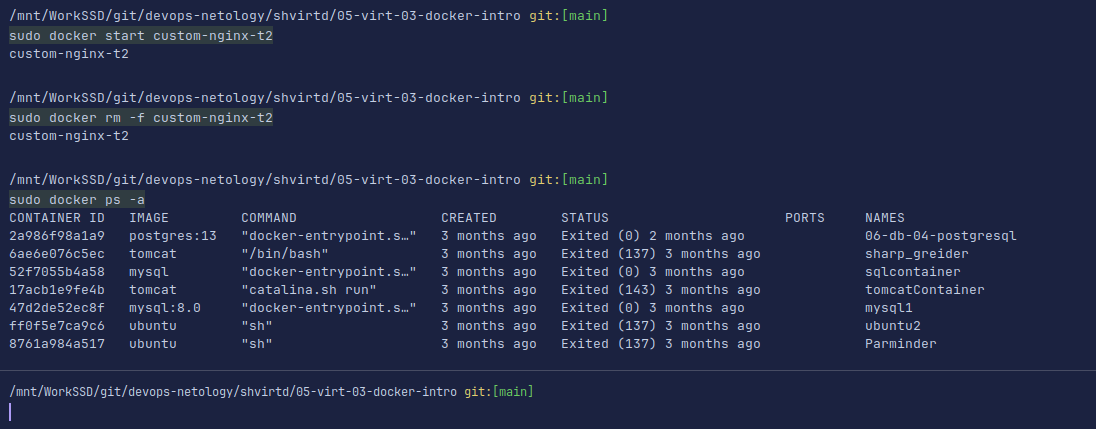 /mnt/WorkSSD/git/devops-netology/shvirtd/05-virt-03-docker-intro git:[main]
sudo docker start custom-nginx-t2
custom-nginx-t2
/mnt/WorkSSD/git/devops-netology/shvirtd/05-virt-03-docker-intro git:[main]
sudo docker rm -f custom-nginx-t2
custom-nginx-t2
/mnt/WorkSSD/git/devops-netology/shvirtd/05-virt-03-docker-intro git:[main]
sudo docker ps -a
CONTAINER ID   IMAGE         COMMAND                  CREATED        STATUS                      PORTS     NAMES
2a986f98a1a9   postgres:13   "docker-entrypoint.s…"   3 months ago   Exited (0) 2 months ago               06-db-04-postgresql
6ae6e076c5ec   tomcat        "/bin/bash"              3 months ago   Exited (137) 3 months ago             sharp_greider
52f7055b4a58   mysql         "docker-entrypoint.s…"   3 months ago   Exited (0) 3 months ago               sqlcontainer
17acb1e9fe4b   tomcat        "catalina.sh run"        3 months ago   Exited (143) 3 months ago             tomcatContainer
47d2de52ec8f   mysql:8.0     "docker-entrypoint.s…"   3 months ago   Exited (0) 3 months ago               mysql1
ff0f5e7ca9c6   ubuntu        "sh"                     3 months ago   Exited (137) 3 months ago             ubuntu2
8761a984a517   ubuntu        "sh"                     3 months ago   Exited (137) 3 months ago             Parminder
/mnt/WorkSSD/git/devops-netology/shvirtd/05-virt-03-docker-intro git:[main]